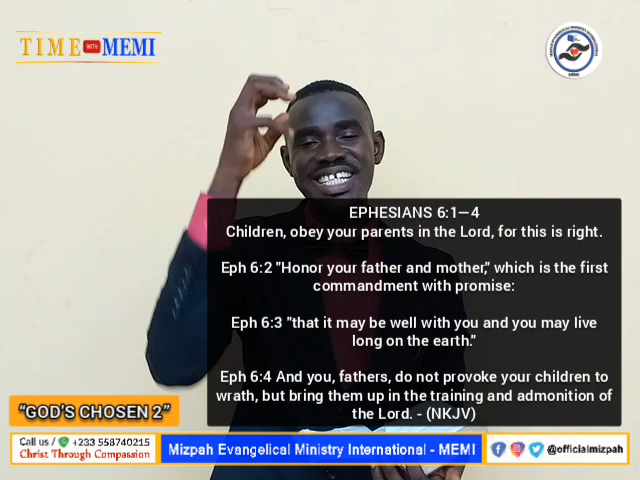 TIME WITH MEMI
MEMI
EPHESIANS 6:1—4
Children, obey your parents in the Lord, for this is right.
Eph 6:2 "Honor your father and mother," which is the first
commandment with promise:
Eph 6:3 "that it may be well with you and you may live
long on the earth."
Eph 6:4 And you, fathers, do not provoke your children to
wrath, but bring them up in the training and admonition of
the Lord. - (NKJV)
“GOD'S CHOSEN 2”
Call us / +233 558740215
Christ Through Compassion
Mizpah Evangelical Ministry International - MEMI
@officialmizpah